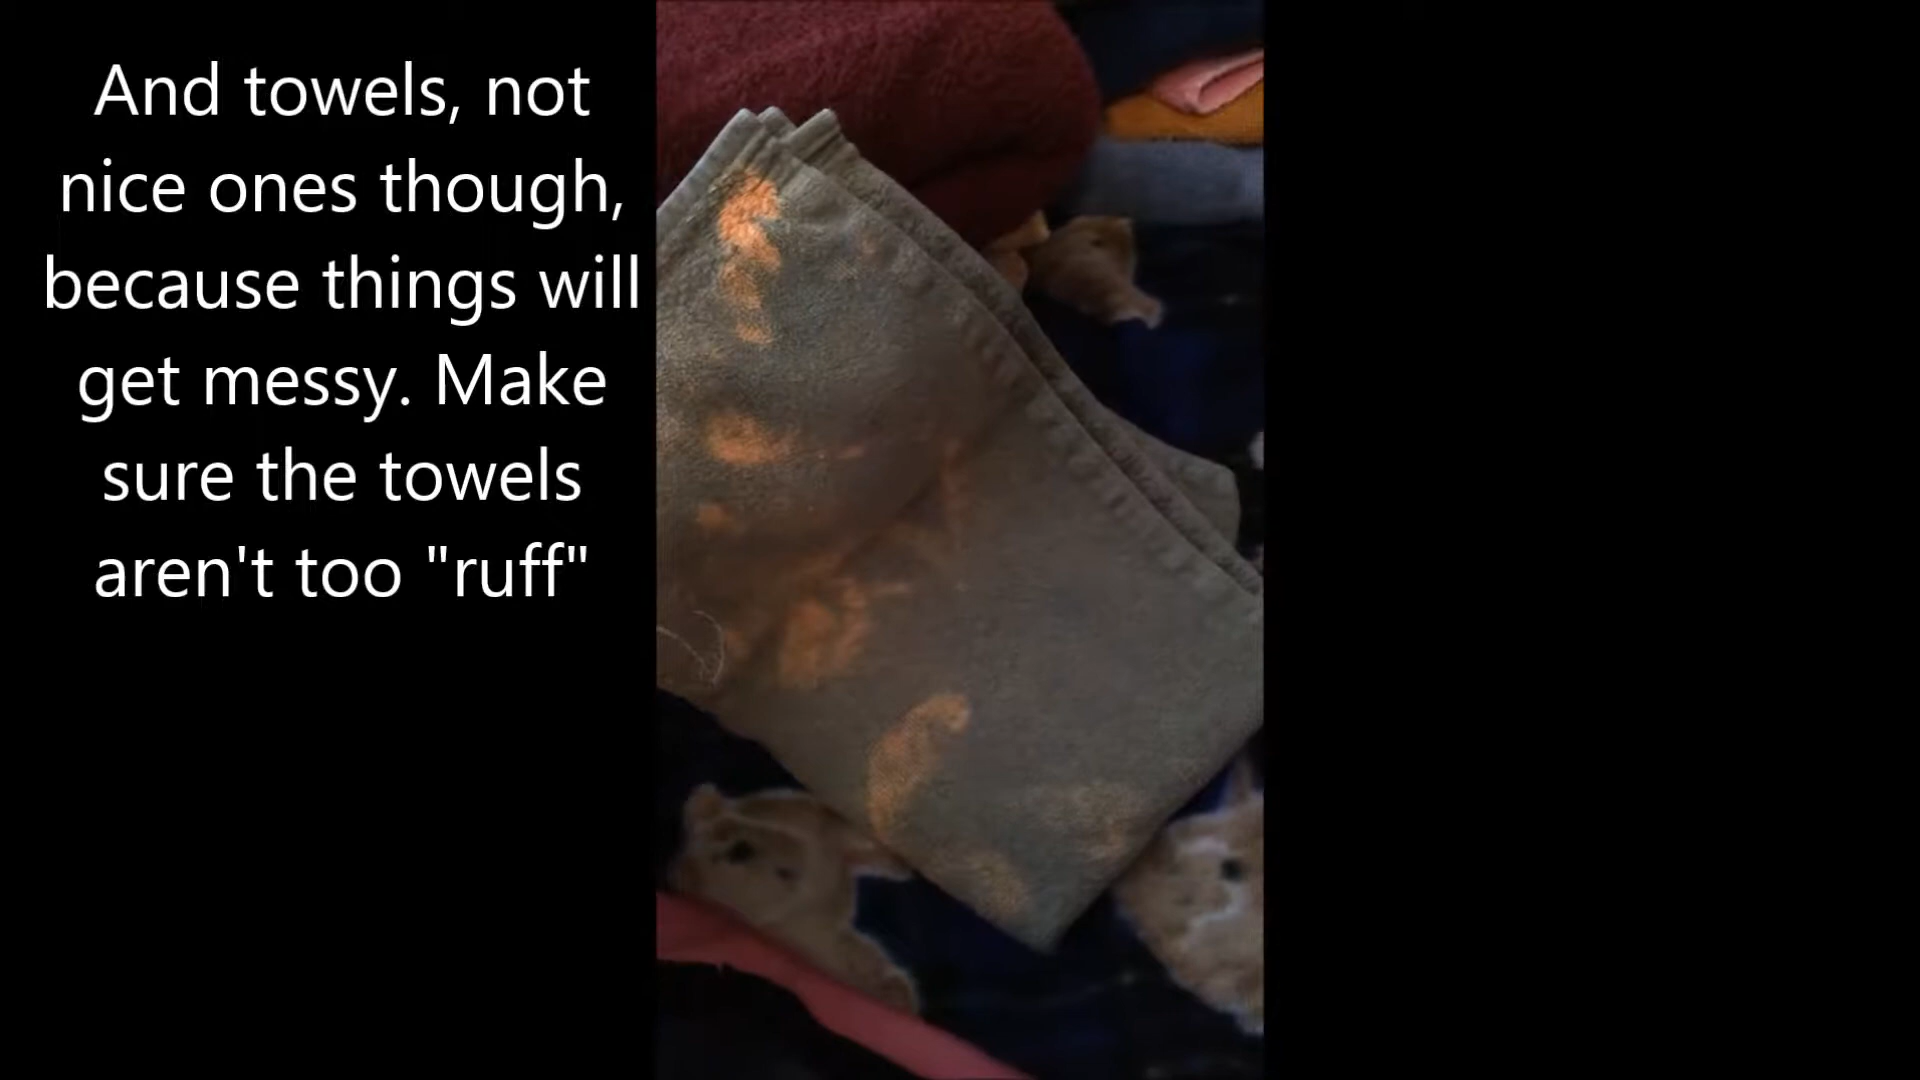 And towels, not
nice ones though,
because things will
get messy. Make
sure the towels
aren't too "ruff"